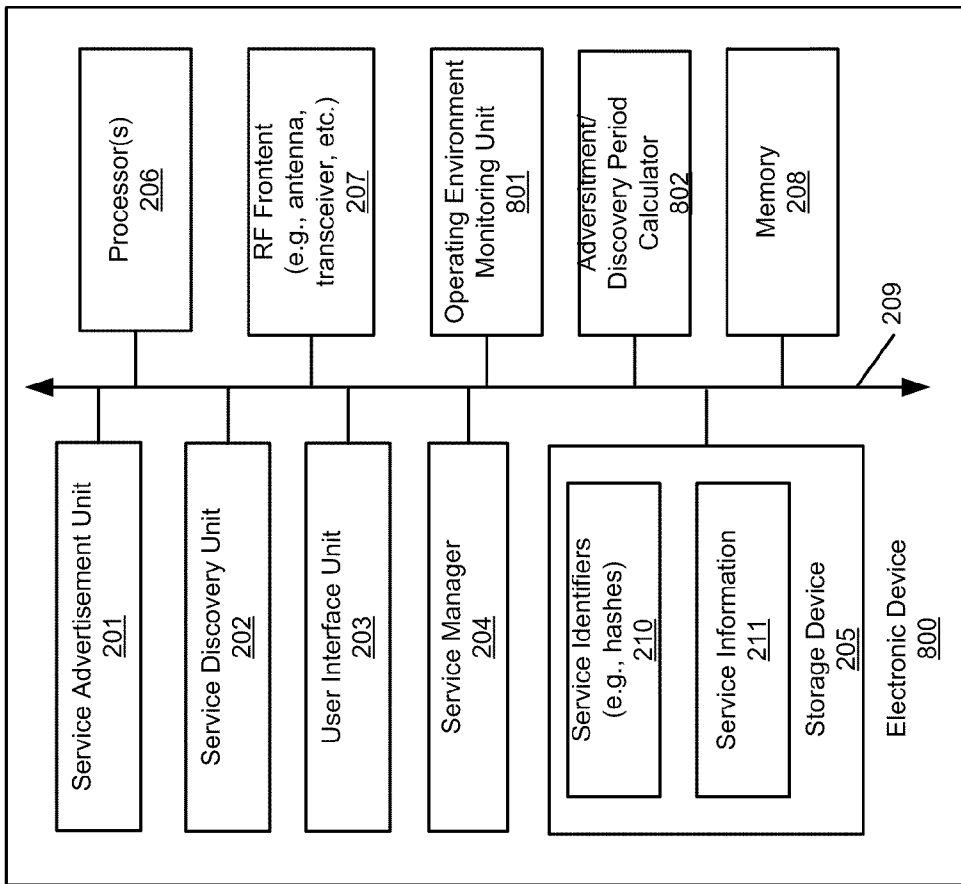 Service Advertisement Unit
201
Service Discovery Unit
202
User Interface Unit
203
Service Manager
204
Service Identifiers
(e.g., hashes)
210
Service Information
211
Storage Device
205
Electronic Device
800
Processor(s)
206
RF Frontent
(e.g., antenna,
transceiver, etc.)
207
Operating Environment
Monitoring Unit
801
Adversitment/
Discovery Period
Calculator
802
Memory
208
209